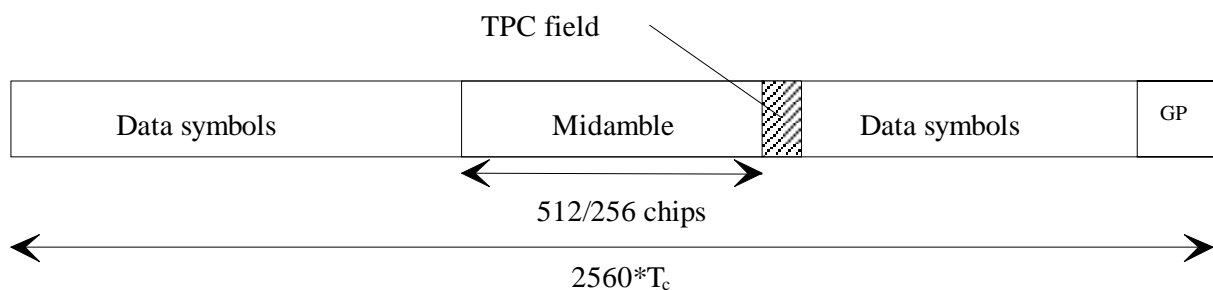 TPC field
Data symbols
Midamble
Data symbols
GP
512/256 chips
2560*Tc